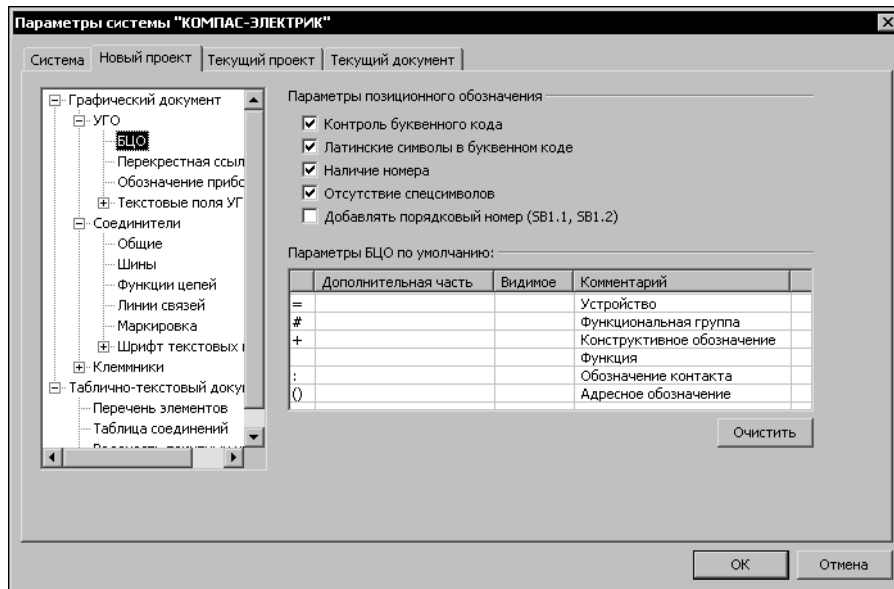 Параметры системы "КОМПАС-ЭЛЕКТРИК"
Система Новый проект Текущий проект Текущий документ
Графический документ
УГО
БЦО
Перекрестная ссыл
Обозначение прибо
Текстовые поля УГ
Соединители
Общие
Шины
Функции цепей
Линии связей
Маркировка
Шрифт текстовых
Клеммники
Таблично-текстовый доку
Перечень элементов
Таблица соединений
Параметры позиционного обозначения
Контроль буквенного кода
Латинские символы в буквенном коде
Наличие номера
Отсутствие спецсимволов
Добавлять порядковый номер (SB1.1, SB1.2)
Параметры БЦО по умолчанию:
Дополнительная часть Видимое Комментарий
= Устройство
# Функциональная группа
+ Конструктивное обозначение
Функция
: Обозначение контакта
() Адресное обозначение
Очистить
OK Отмена